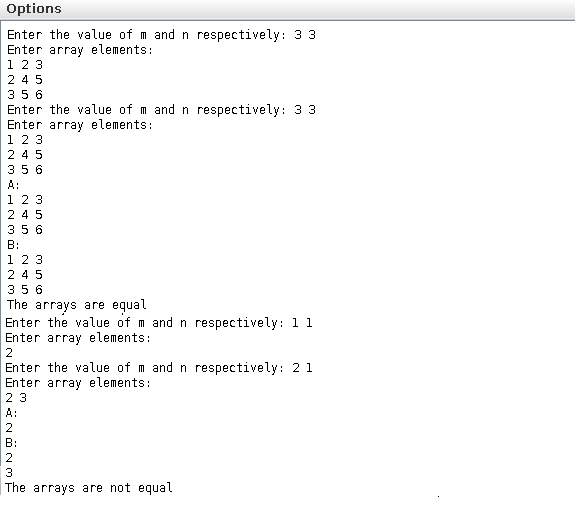 Options
Enter the value of m and n respectively: 3 3
Enter array elements:
1 2 3
2 4 5
3 5 6
Enter the value of m and n respectively: 3 3
Enter array elements:
1 2 3
2 4 5
3 5 6
A:
1 2 3
2 4 5
3 5 6
B:
1 2 3
2 4 5
3 5 6
The arrays are equal
Enter the value of m and n respectively: 1 1
Enter array elements:
2
Enter the value of m and n respectively: 2 1
Enter array elements:
2 3
A:
2
B:
2
3
The arrays are not equal